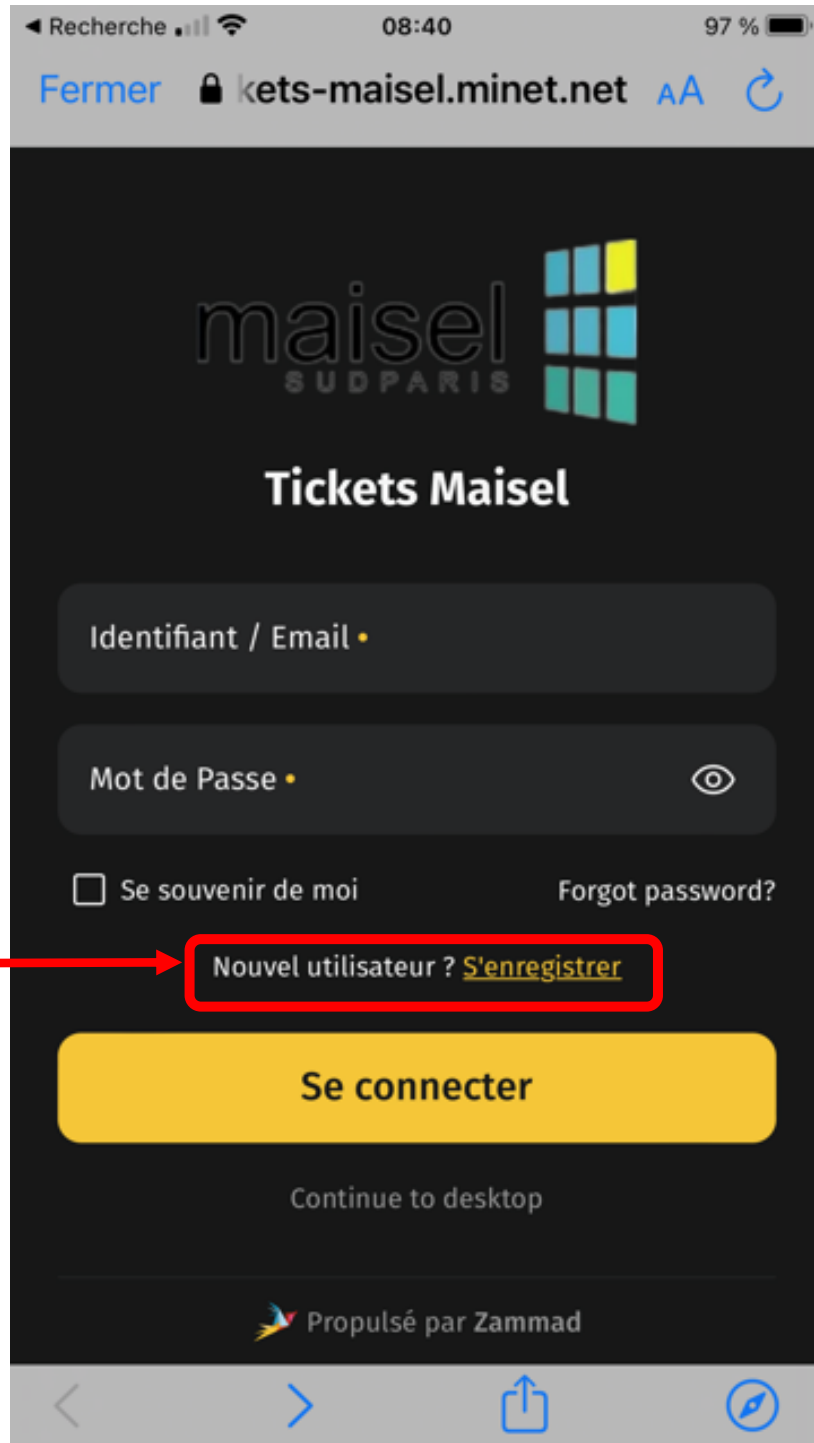 Recherche
08:40
97 %
Fermer
kets-maisel.minet.net
AA
maisel
SUDPARIS
Tickets Maisel
Identifiant / Email
Mot de Passe
Se souvenir de moi
Forgot password?
Nouvel utilisateur ? S'enregistrer
Se connecter
Continue to desktop
Propulsé par Zammad